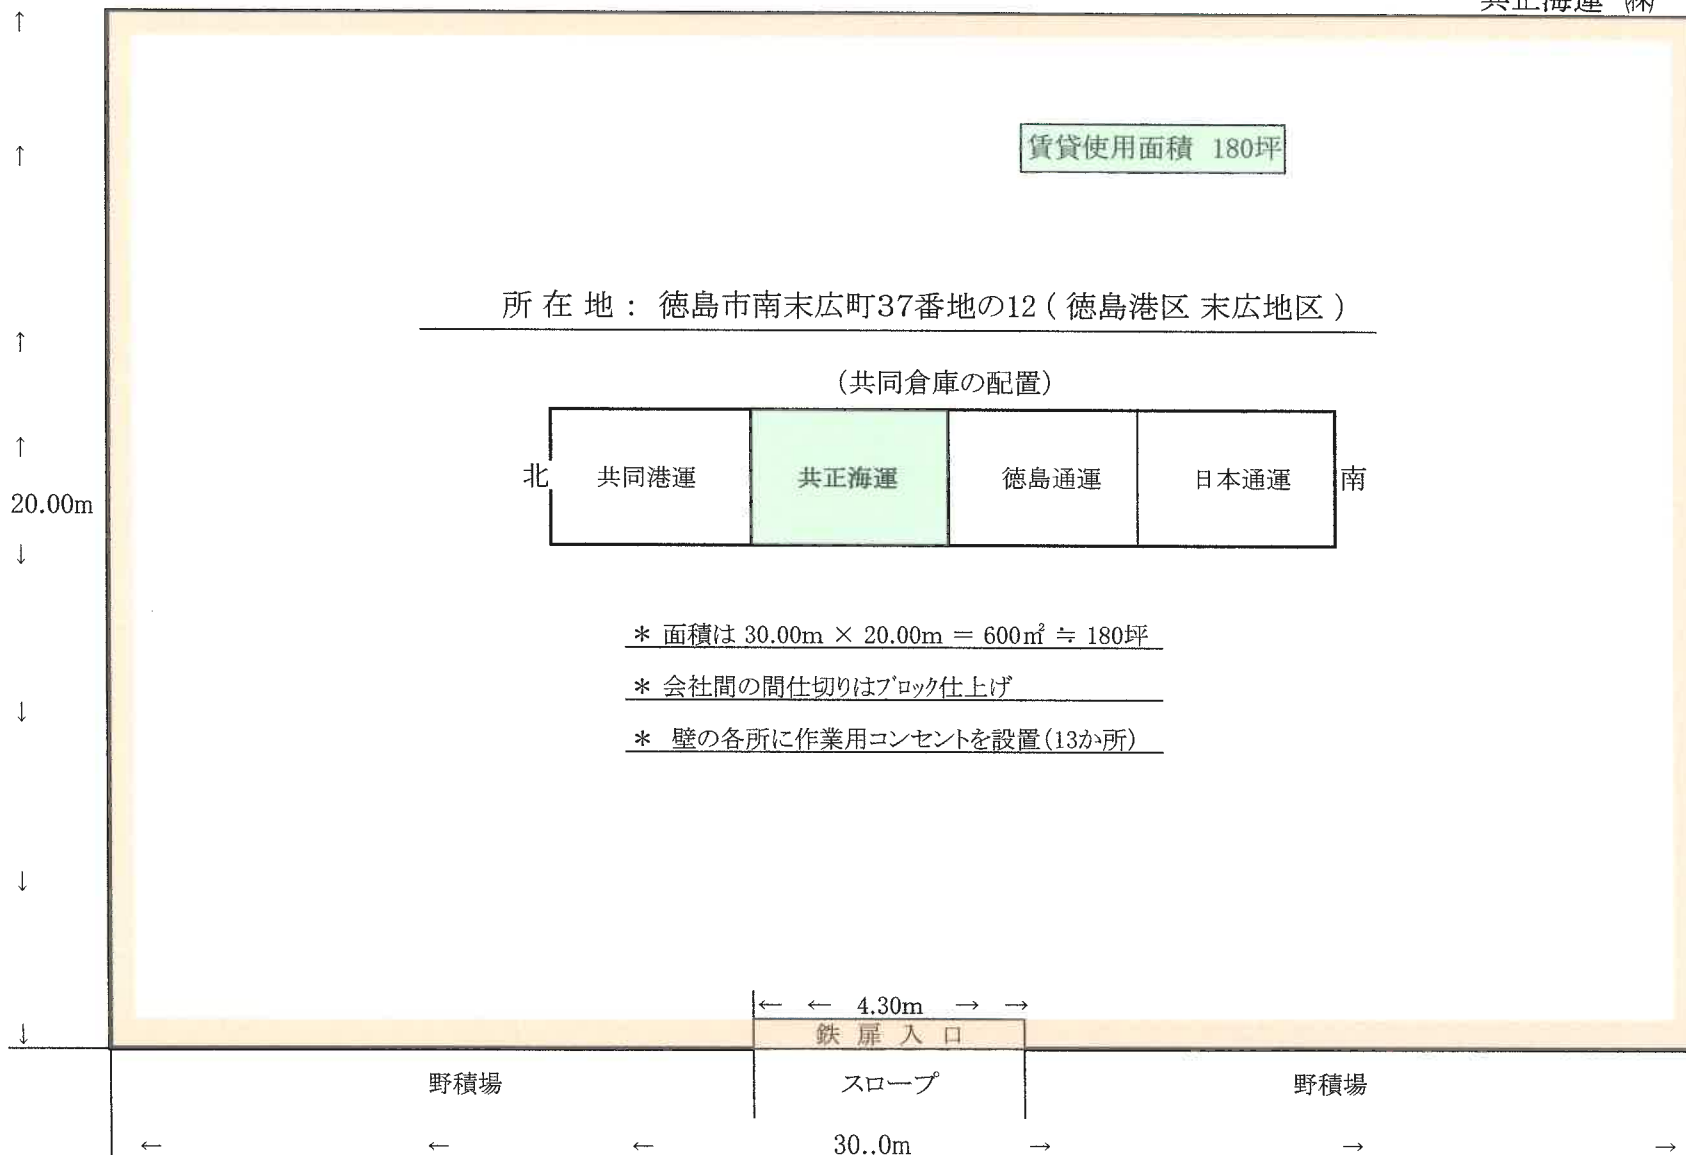 共正海運 ㈱
賃貸使用面積 180坪
所 在 地 : 徳島市南末広町37番地の12 ( 徳島港区 末広地区 )
(共同倉庫の配置)
北 共同港運 共正海運 徳島通運 日本通運 南
20.00m
* 面積は 30.00m × 20.00m = 600㎡ ≒ 180坪
* 会社間の間仕切りはブロック仕上げ
* 壁の各所に作業用コンセントを設置(13か所)
← ← 4.30m → →
鉄 扉 入 口
野積場 スロープ 野積場
← ← ← 30..0m → → →